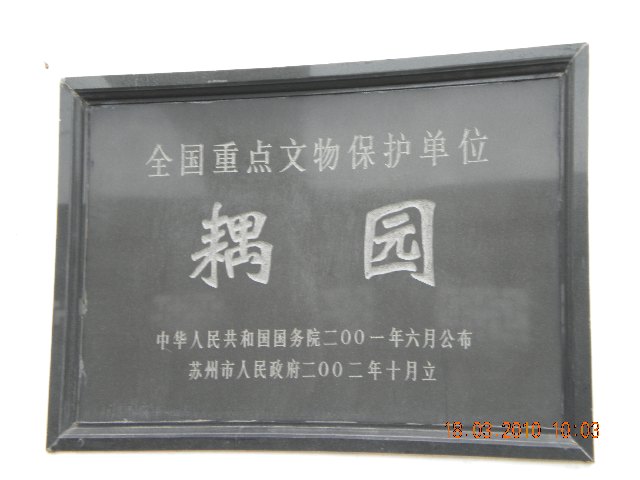 全国重点文物保护单位
耦园
中华人民共和国国务院二〇〇一年六月公布
苏州市人民政府二〇〇二年十月立
18 03 2010 10:03